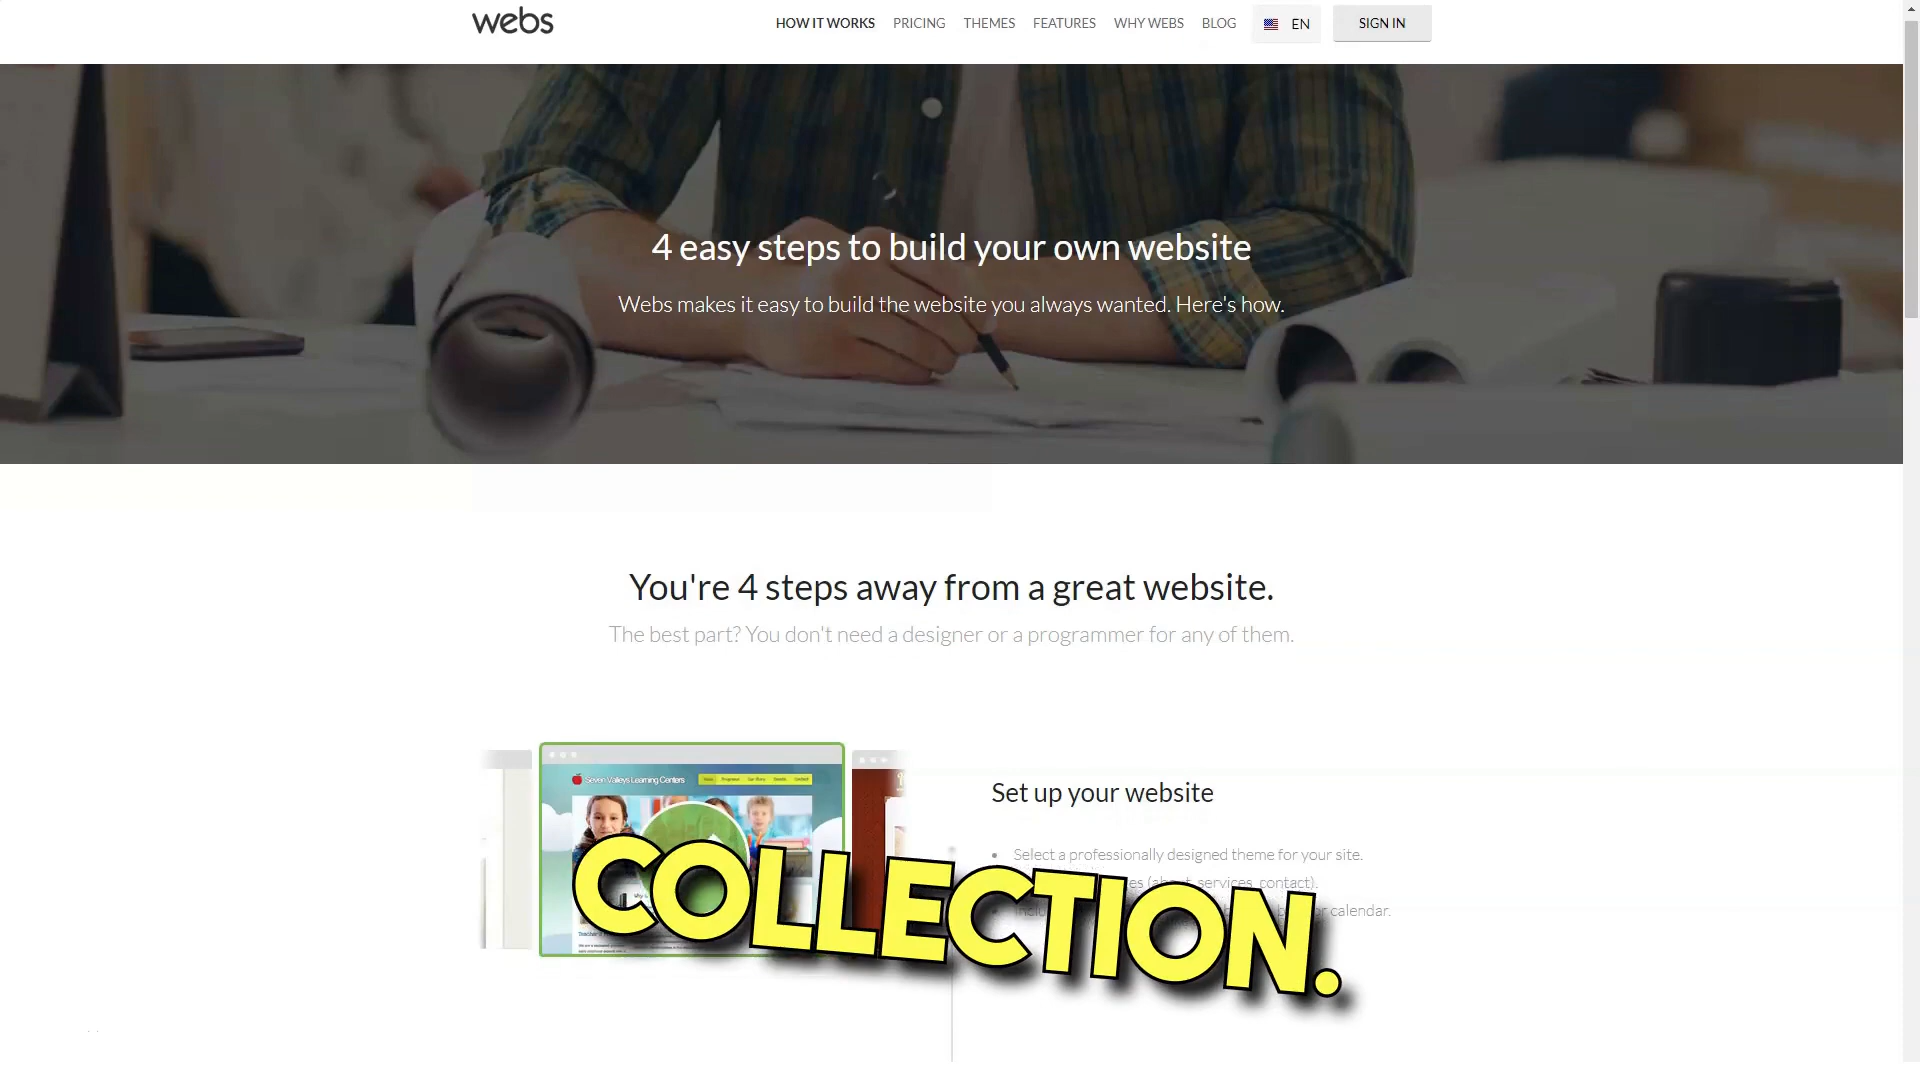 webs
HOW IT WORKS PRICING THEMES FEATURES WHY WEBS BLOG EN SIGN IN
4 easy steps to build your own website
Webs makes it easy to build the website you always wanted. Here's how.
You're 4 steps away from a great website.
The best part? You don't need a designer or a programmer for any of them.
Seven Valleys Learning Centers
Set up your website
Select a professionally designed theme for your site.
services, contact).
or calendar.
COLLECTION.